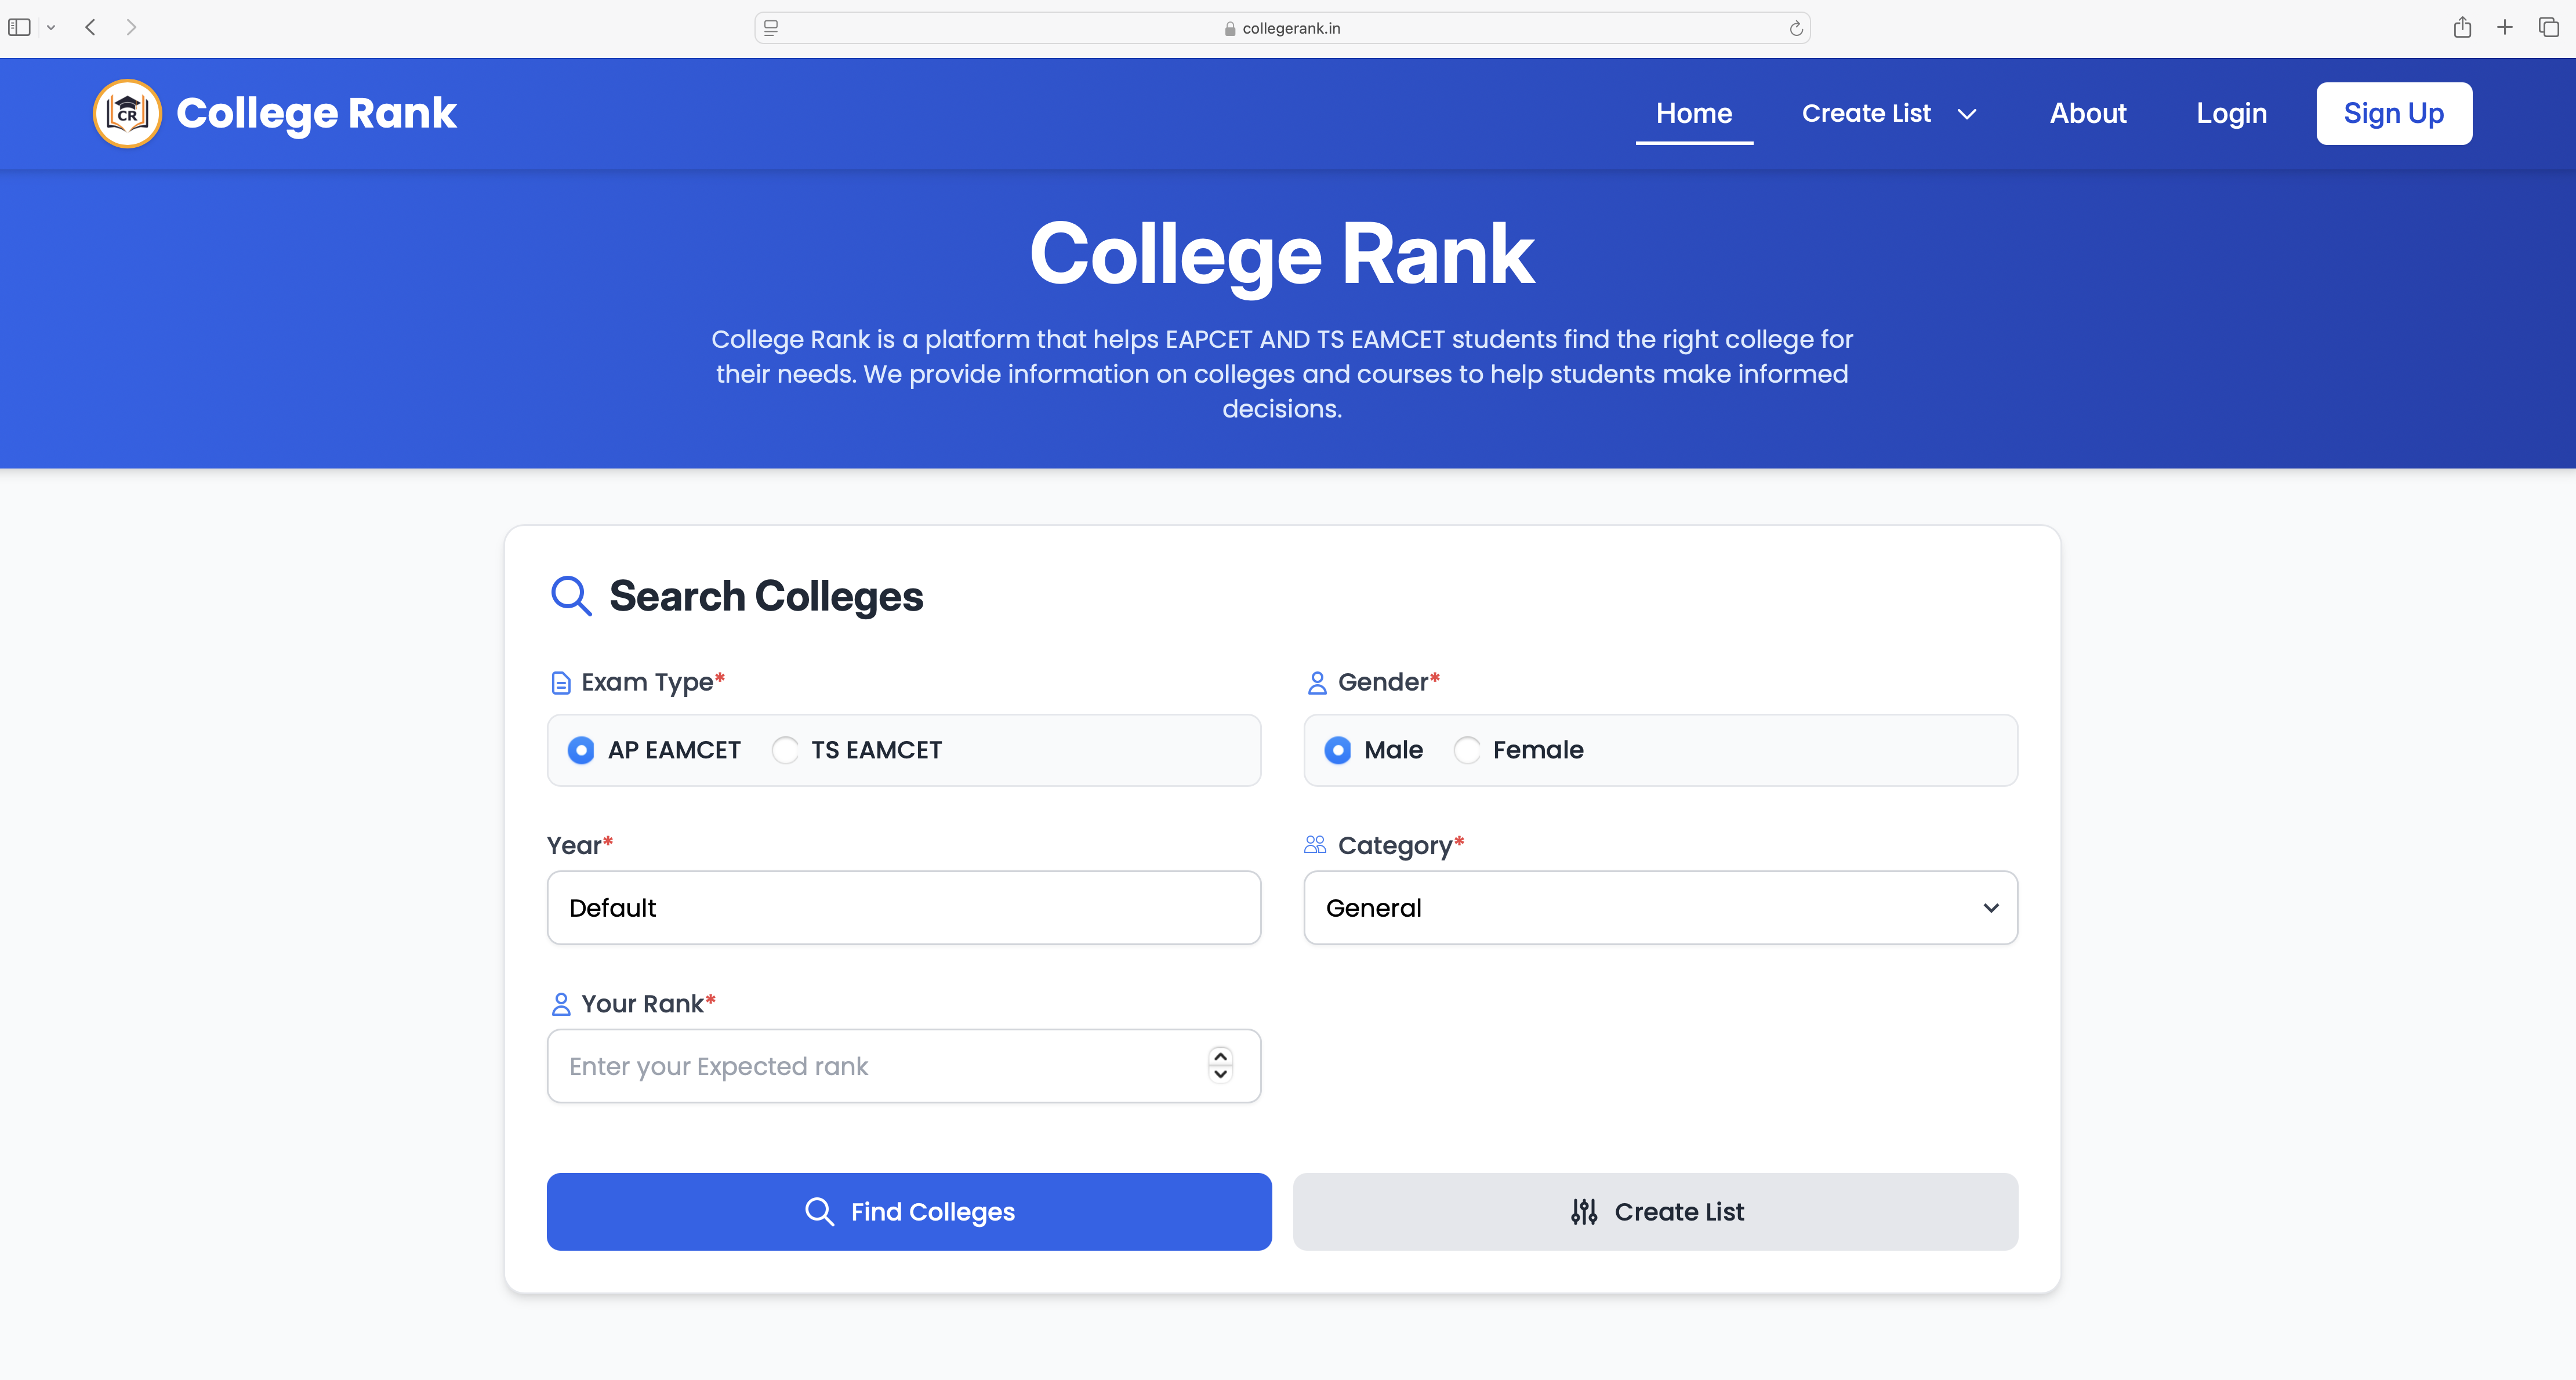 collegerank.in
CR
College Rank
Home
Create List
About
Login
Sign Up
College Rank
College Rank is a platform that helps EAPCET AND TS EAMCET students find the right college for
their needs. We provide information on colleges and courses to help students make informed
decisions.
Search Colleges
Exam Type*
AP EAMCET
TS EAMCET
Gender*
Male
Female
Year*
Default
Category*
General
Your Rank*
Enter your Expected rank
Find Colleges
Create List